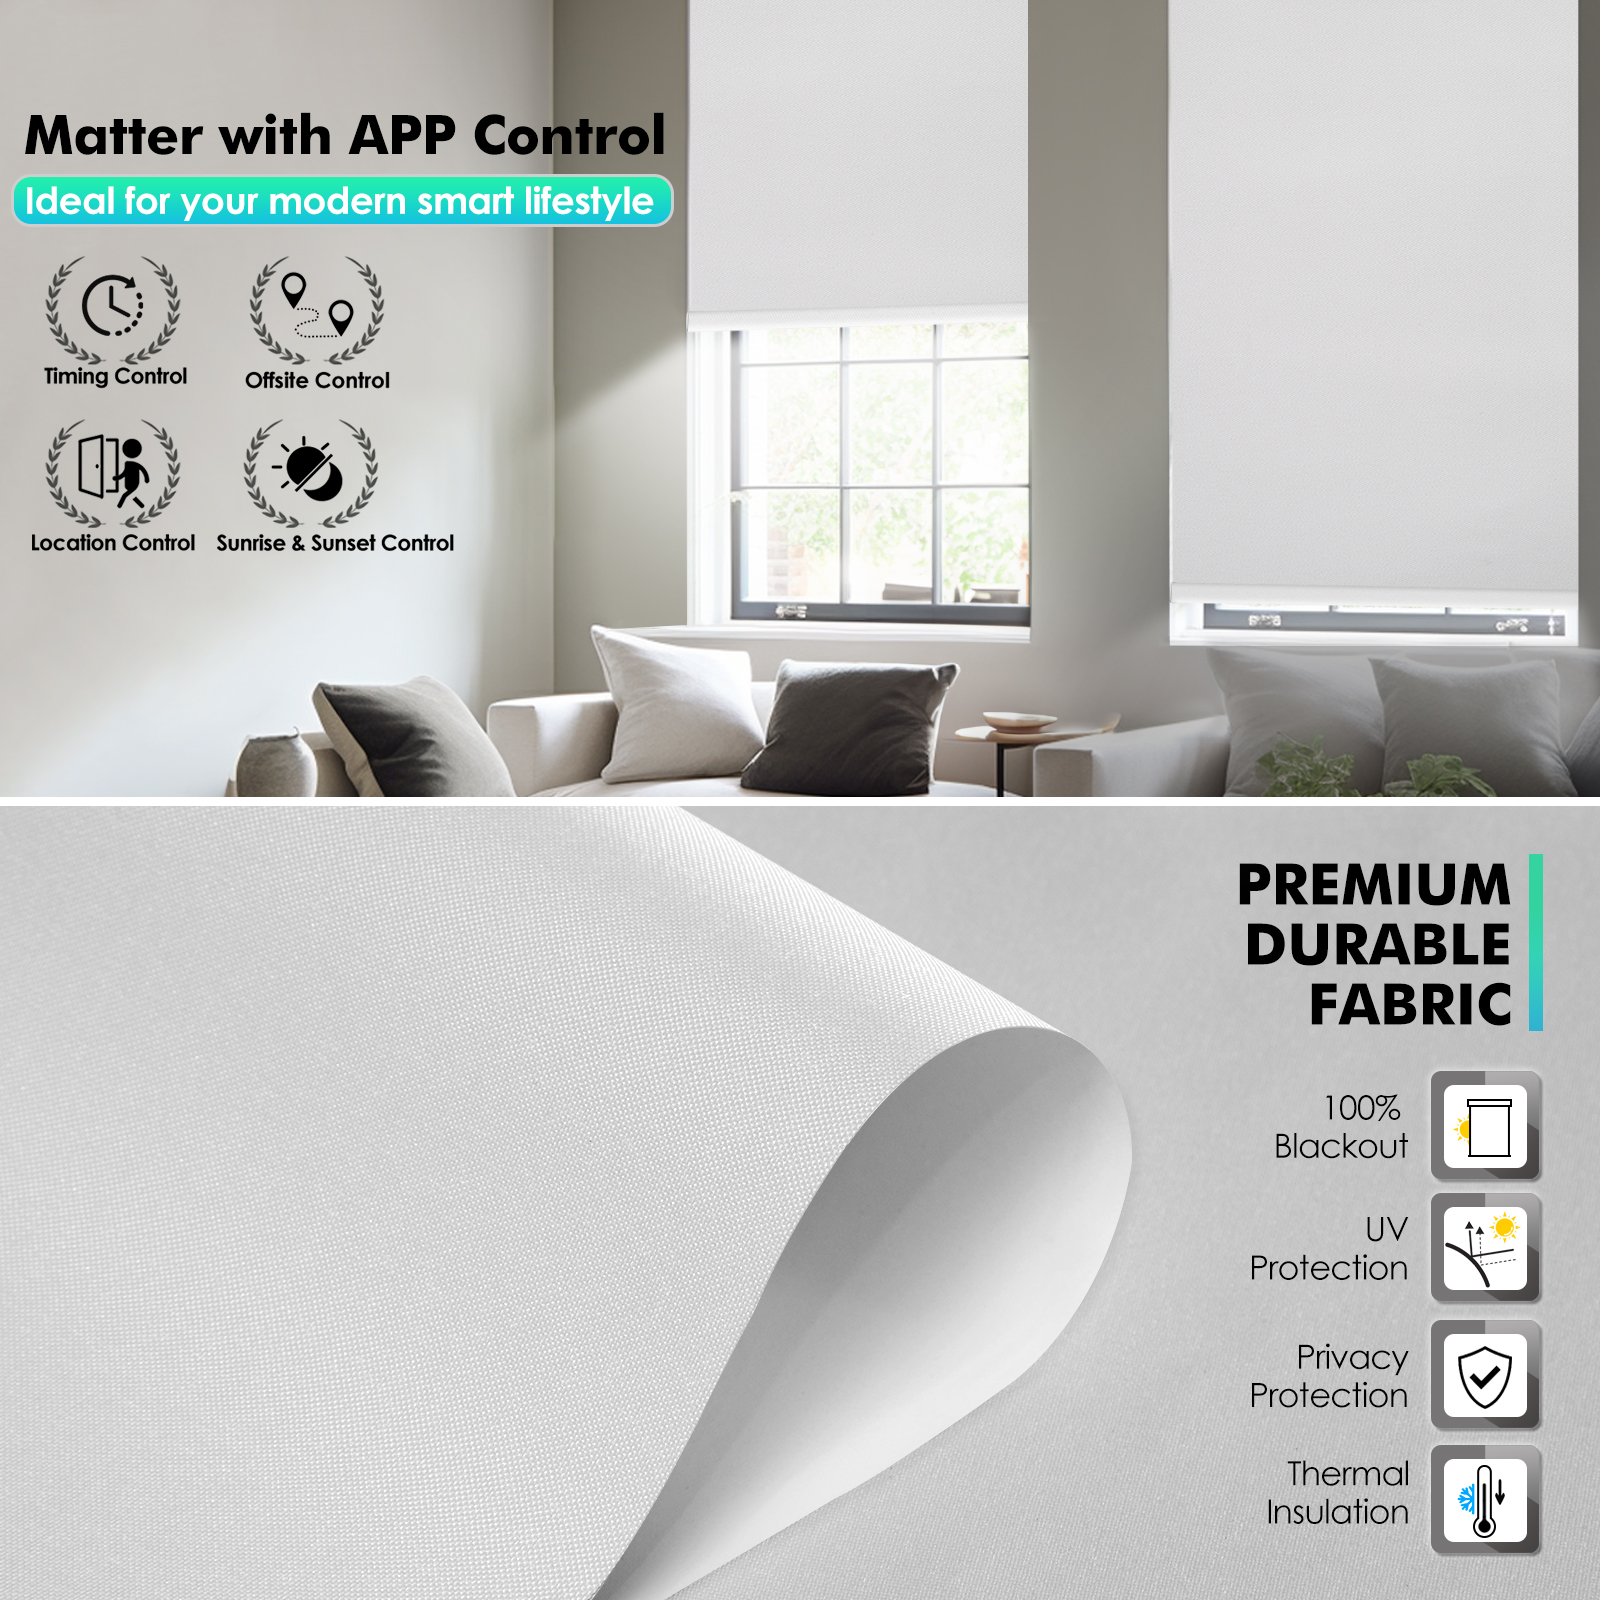 Matter with APP Control
Ideal for your modern smart lifestyle
Timing Control
Offsite Control
Location Control
Sunrise & Sunset Control
PREMIUM
DURABLE
FABRIC
100%
Blackout
UV
Protection
Privacy
Protection
Thermal
Insulation